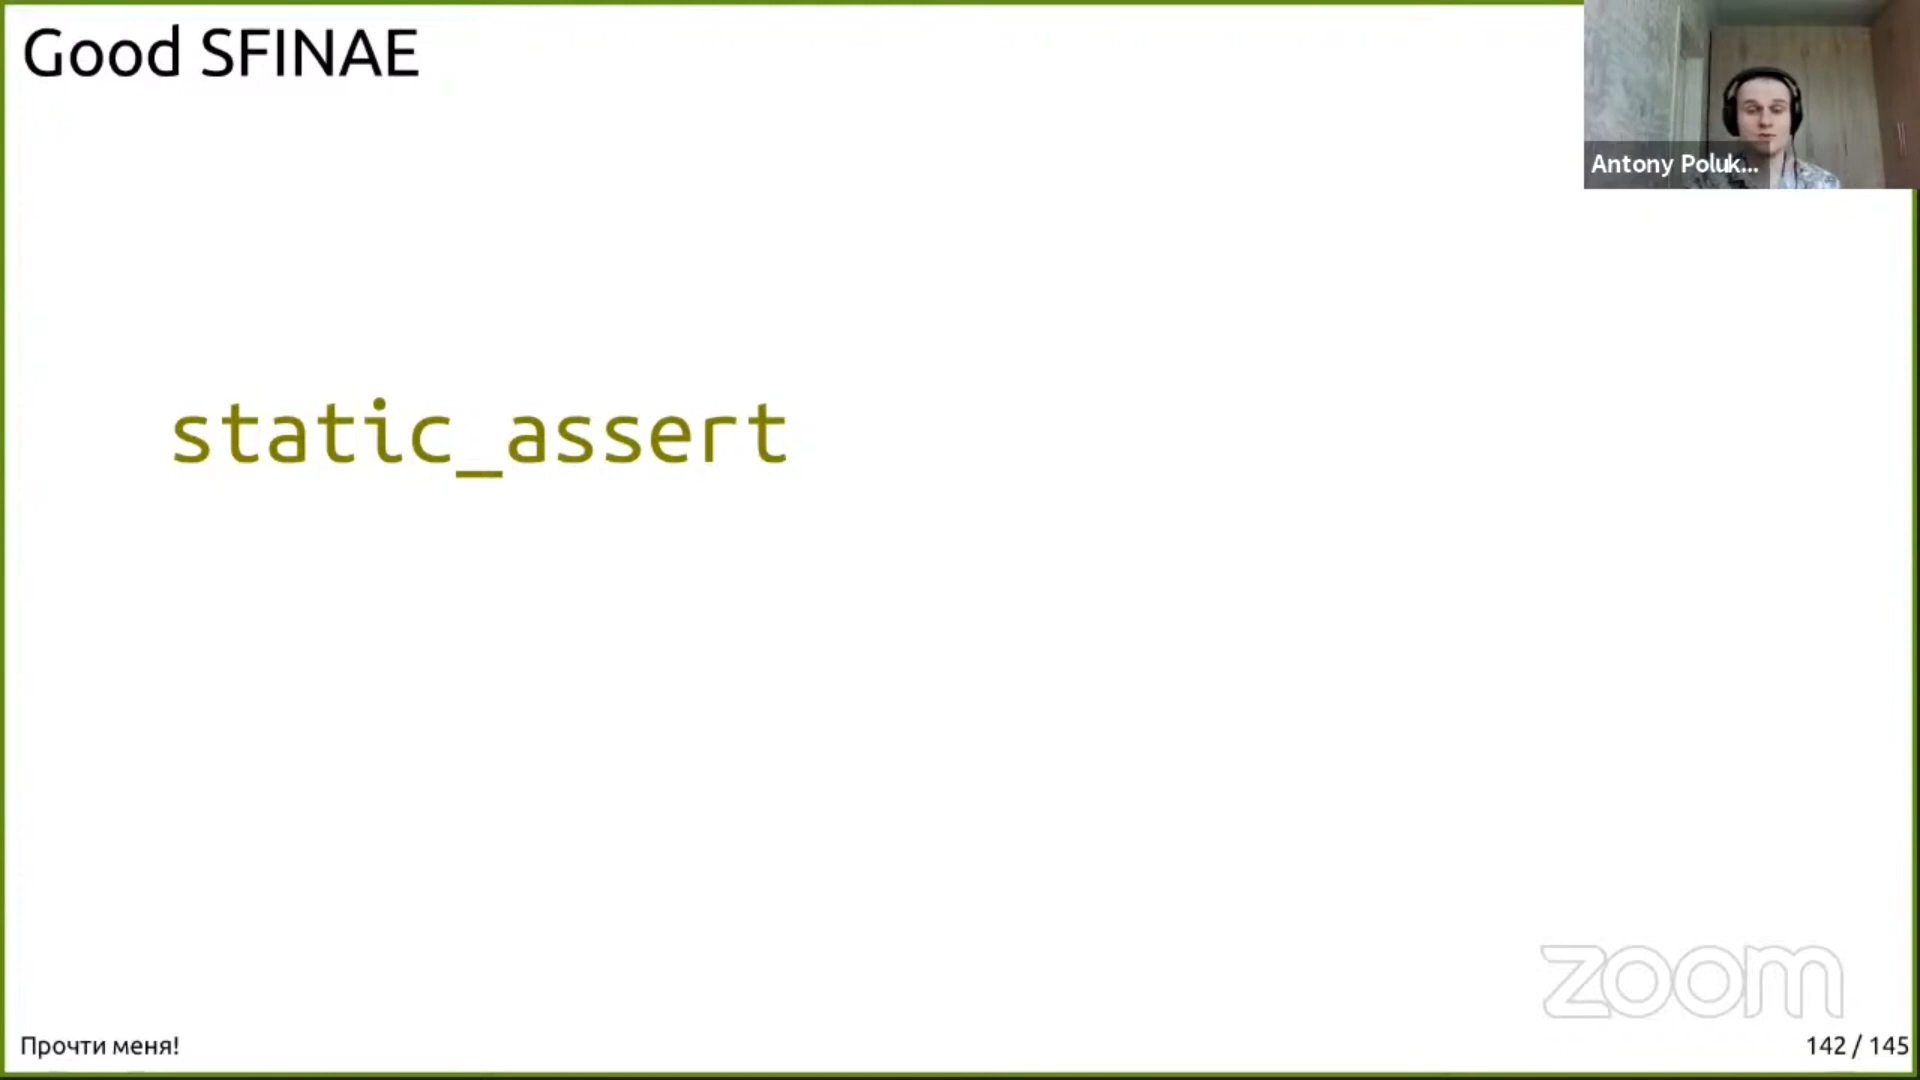 Good SFINAE
Antony Poluk...
static_assert
zoom
Прочти меня!
142 / 145